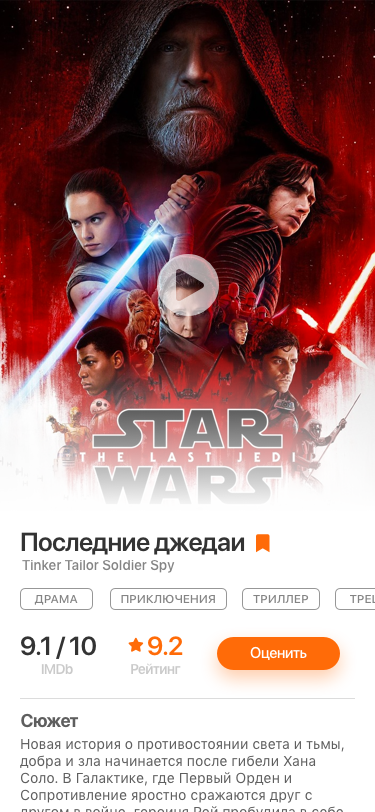 STAR
THE LAST JEDI
WARS
Последние джедаи
Tinker Tailor Soldier Spy
ДРАМА
ПРИКЛЮЧЕНИЯ
ТРИЛЛЕР
ТРЕ
9.1 / 10
9.2
Оценить
IMDb
Рейтинг
Сюжет
Новая история о противостоянии света и тьмы,
добра и зла начинается после гибели Хана
Соло. В Галактике, где Первый Орден и
Сопротивление яростно сражаются друг с
другом в войне, героиня Рей пробудила в себе